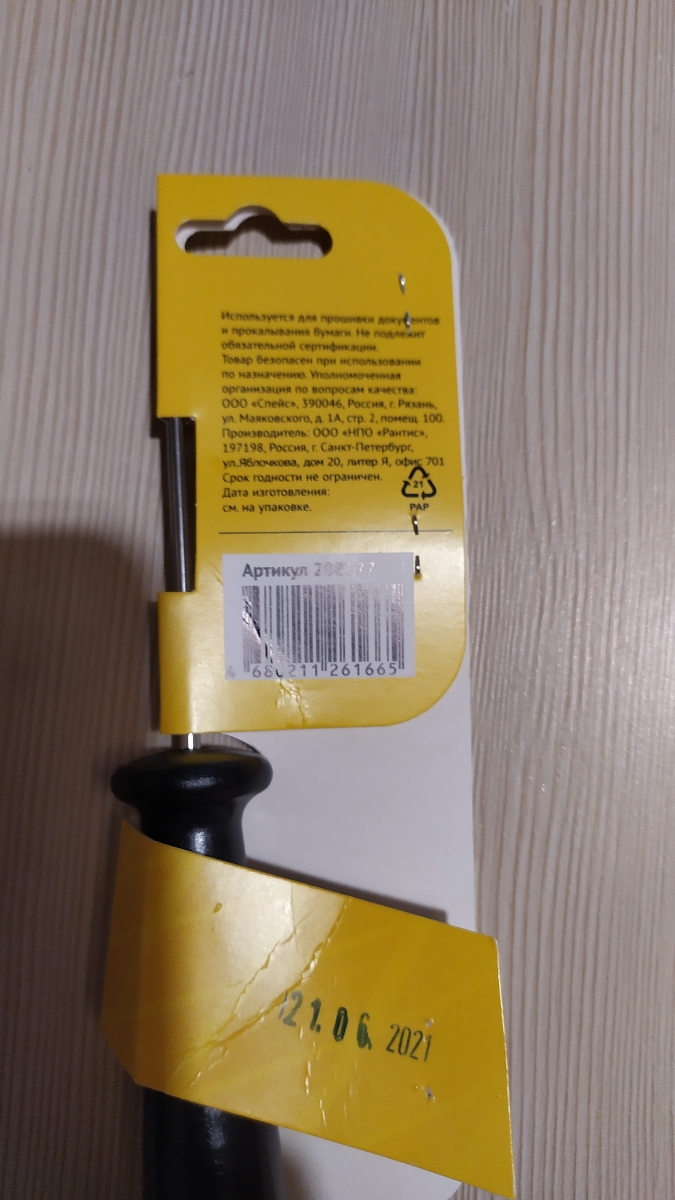 Используется для прошивки документов
и прокалывания бумаги. Не подлежит
обязательной сертификации.
Товар безопасен при использовании
по назначению. Уполномоченная
организация по вопросам качества:
ООО «Спейс», 390046, Россия, г. Рязань,
ул. Маяковского, д. 1А, стр. 2, помещ. 100.
Производитель: ООО «НПО «Рантис»,
197198, Россия, г. Санкт-Петербург,
ул.Яблочкова, дом 20, литер Я, офис 701
Срок годности не ограничен.
Дата изготовления:
см. на упаковке.
21
PAP
Артикул
261665
21.06.2021